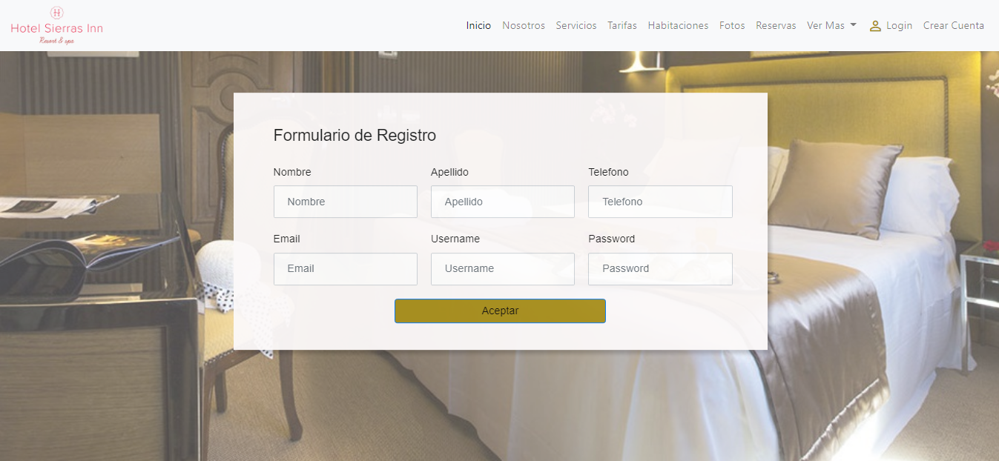 H
Hotel Sierras Inn
Resort & spa
Inicio Nosotros Servicios Tarifas Habitaciones Fotos Reservas Ver Mas Login Crear Cuenta
Formulario de Registro
Nombre Apellido Telefono
Nombre Apellido Telefono
Email Username Password
Email Username Password
Aceptar